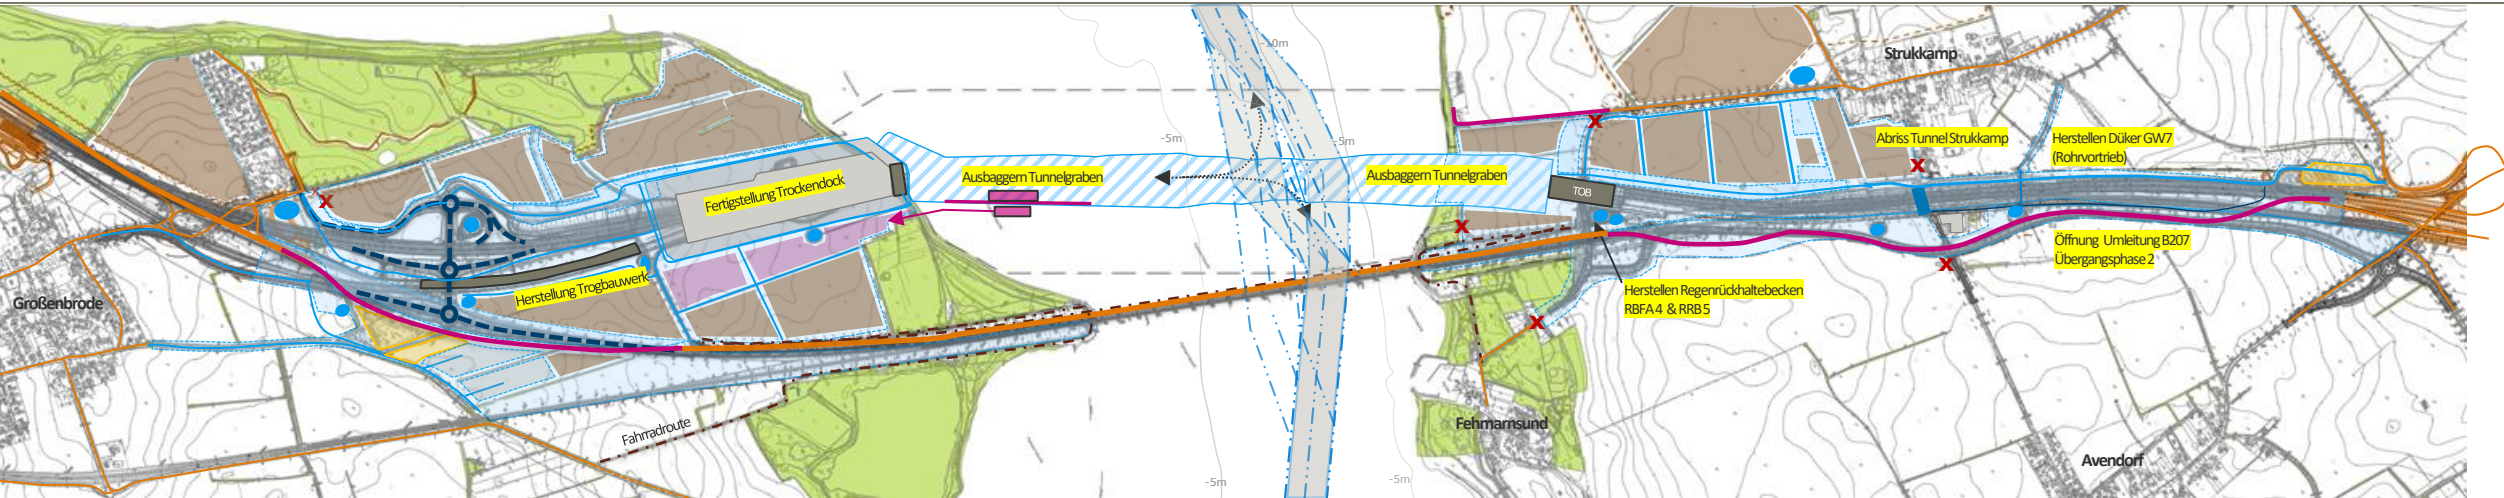 -10m
Strukkamp
-5m
-5m
Abriss Tunnel Strukkamp
Herstellen Düker GW7
(Rohrvortrieb)
Ausbaggern Tunnelgraben
Ausbaggern Tunnelgraben
Fertigstellung Trockendock
TOB
x
x
x
x
x
x
Öffnung Umleitung B207
Übergangsphase 2
Herstellung Trogbauwerk
Herstellen Regenrückhaltebecken
RBFA 4 & RRB 5
Großenbrode
Fahrradroute
Fehmarnsund
Avendorf
-5m
-5m